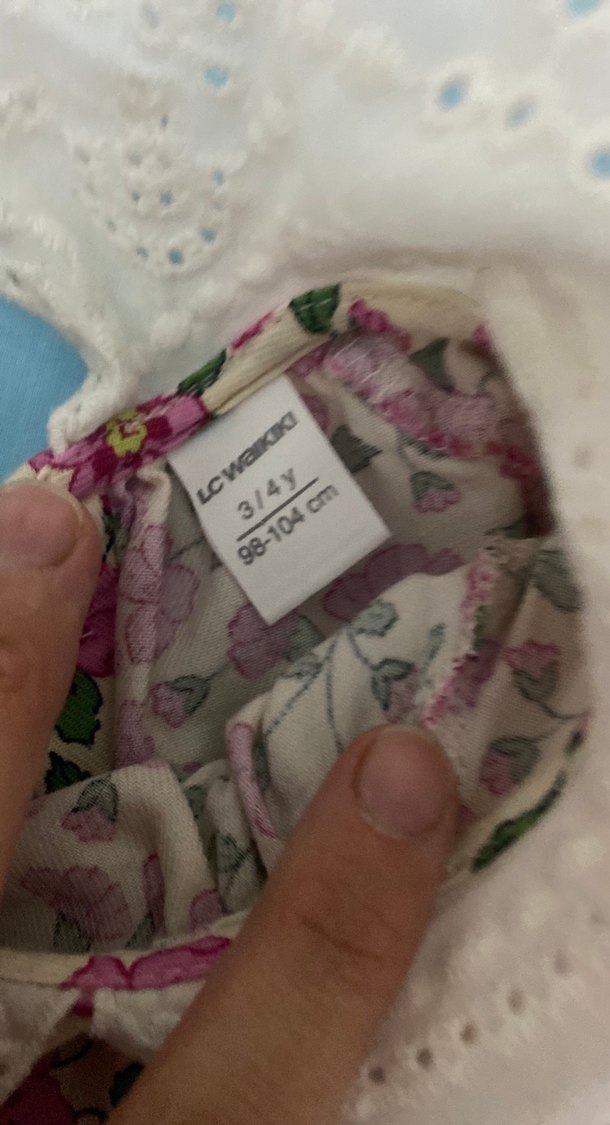 LC WAIKIKI
3 / 4 y
98-104 cm